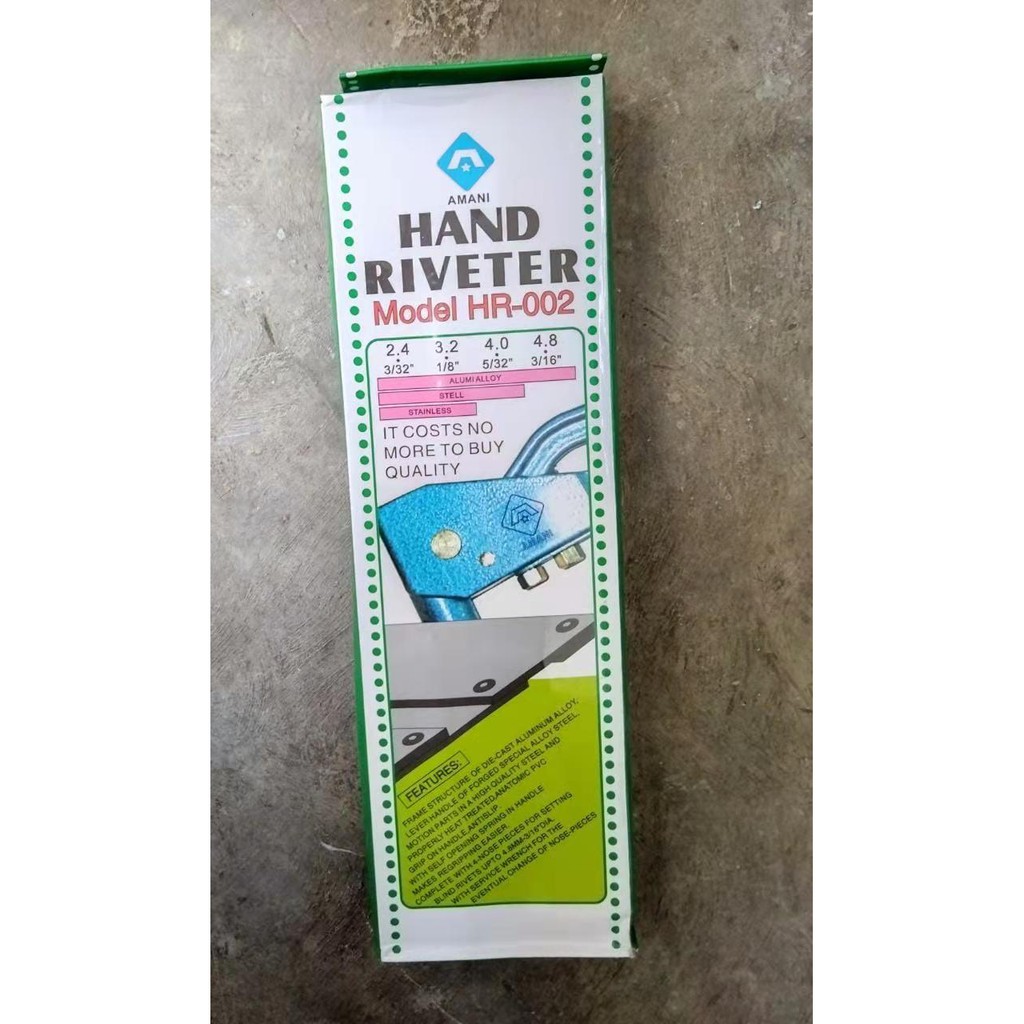 AMANI
HAND
RIVETER
Model HR-002
2.4 3.2 4.0 4.8
3/32" 1/8" 5/32" 3/16"
ALUMI ALLOY
STELL
STAINLESS
IT COSTS NO
MORE TO BUY
QUALITY
AMANI
FEATURES:
FRAME STRUCTURE OF DIE-CAST ALUMINUM ALLOY.
LEVER HANDLE OF FORGED SPECIAL ALLOY STEEL.
MOTION PARTS IN A HIGH QUALITY STEEL AND
PROPERLY HEAT TREATED.ANATOMIC PVC
GRIP ON HANDLE.ANTISLIP.
WITH SELF OPENING SPRING IN HANDLE
MAKES REGRIPPING EASIER.
COMPLETE WITH 4-NOSE PIECES FOR SETTING
BLIND RIVETS UPTO 4.8MM-3/16"DIA.
WITH SERVICE WRENCH FOR THE
EVENTUAL CHANGE OF NOSE-PIECES